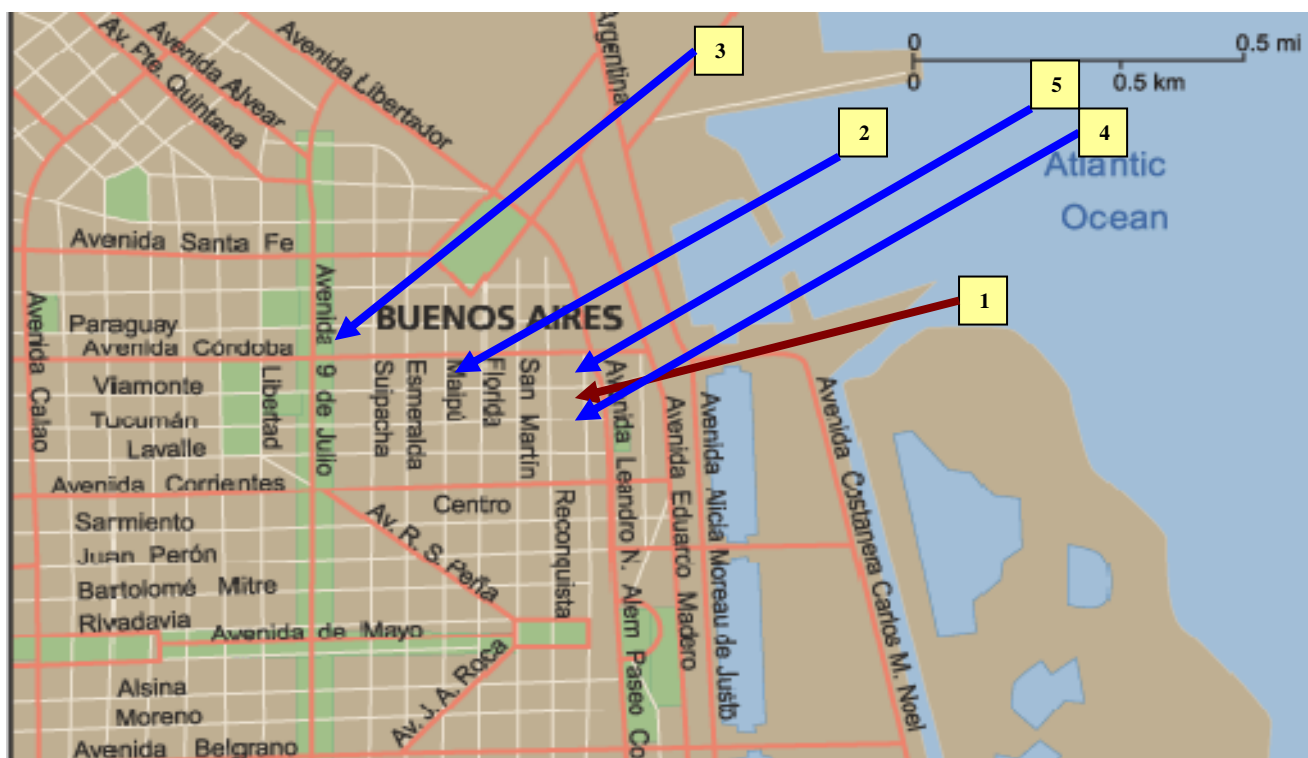 Argentina
3
0
0.5 mi
0
0.5 km
5
2
4
Atlantic
Ocean
Avenida Libertador
Avenida Alvear
Av. Pte. Quintana
Avenida Santa Fe
Avenida 9 de Julio
1
BUENOS AIRES
Avenida Callao
Paraguay
Avenida Córdoba
Viamonte
Tucumán
Lavalle
Libertad
Suipacha
Esmeralda
Maipú
Florida
San Martín
Avenida Leandro N. Alem Paseo Co
Avenida Eduardo Madero
Avenida Alicia Moreau de Justo
Avenida Costanera Carlos M. Noel
Avenida Corrientes
Centro
Reconquista
Sarmiento
Juan Perón
Av. R. S. Peña
Bartolomé Mitre
Rivadavia
Avenida de Mayo
Av. J. A. Roca
Alsina
Moreno
Avenida Belgrano